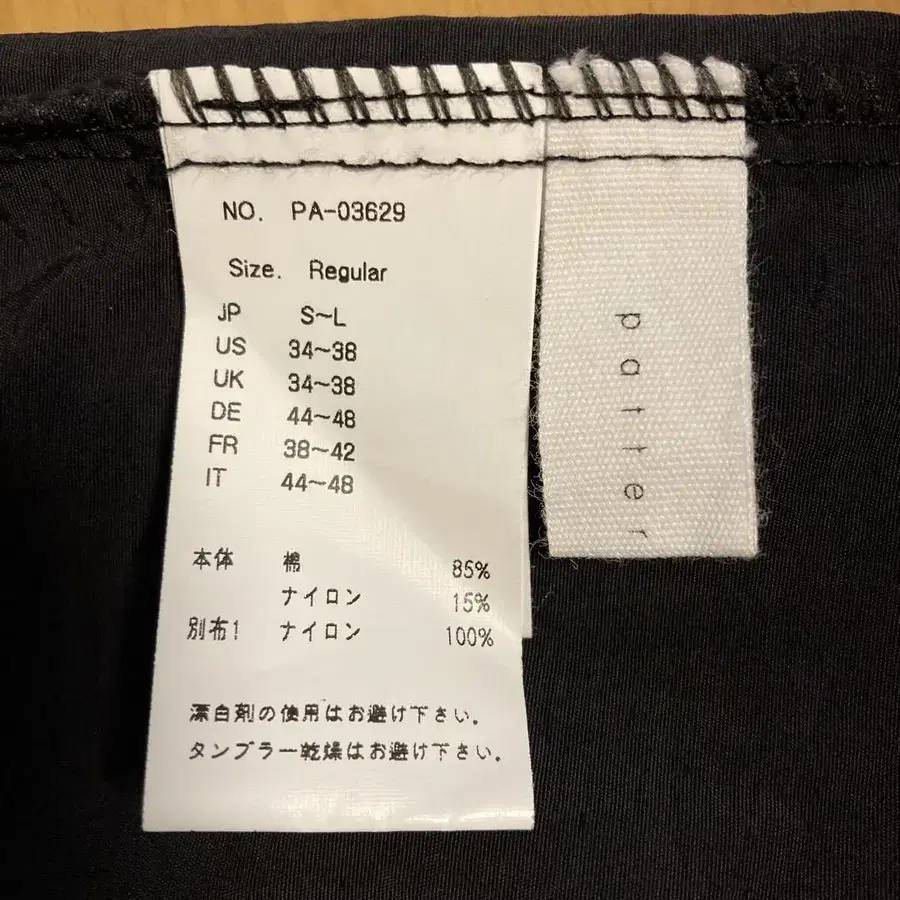 NO. PA-03629
Size. Regular
JP S~L
US 34~38
UK 34~38
DE 44~48
FR 38~42
IT 44~48
本体 棉 85%
ナイロン 15%
別布1 ナイロン 100%
漂白剤の使用はお避け下さい。
タンブラー乾燥はお避け下さい。
patter